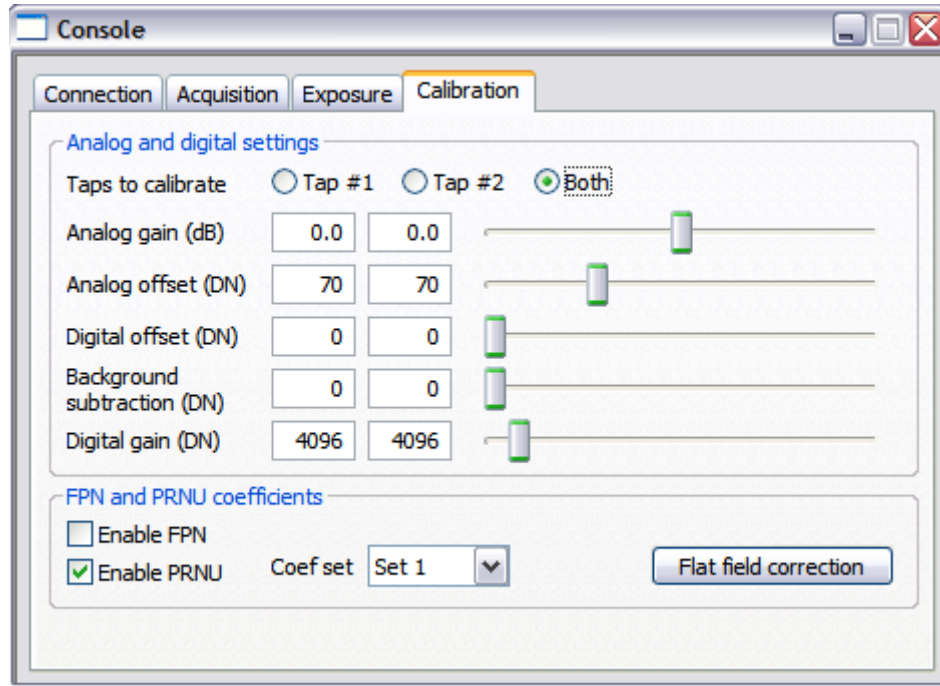 Console
Connection Acquisition Exposure Calibration
Analog and digital settings
Taps to calibrate Tap #1 Tap #2 Both
Analog gain (dB) 0.0 0.0
Analog offset (DN) 70 70
Digital offset (DN) 0 0
Background
subtraction (DN) 0 0
Digital gain (DN) 4096 4096
FPN and PRNU coefficients
Enable FPN
Enable PRNU Coef set Set 1 Flat field correction